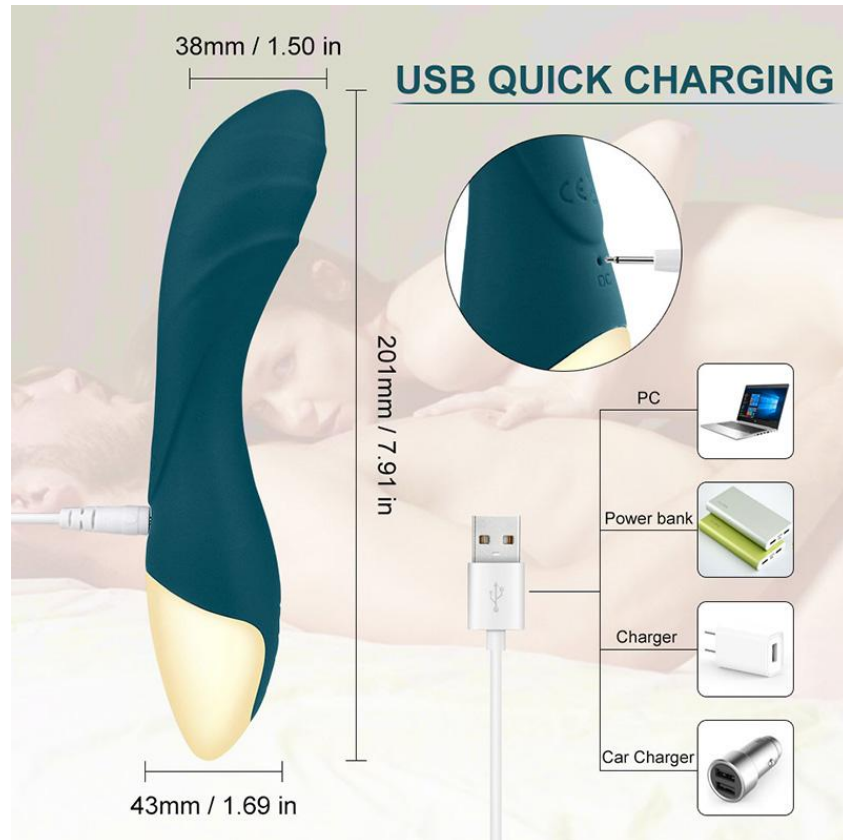 38mm / 1.50 in
USB QUICK CHARGING
CE
DC
201mm / 7.91 in
PC
Power bank
Charger
Car Charger
43mm / 1.69 in